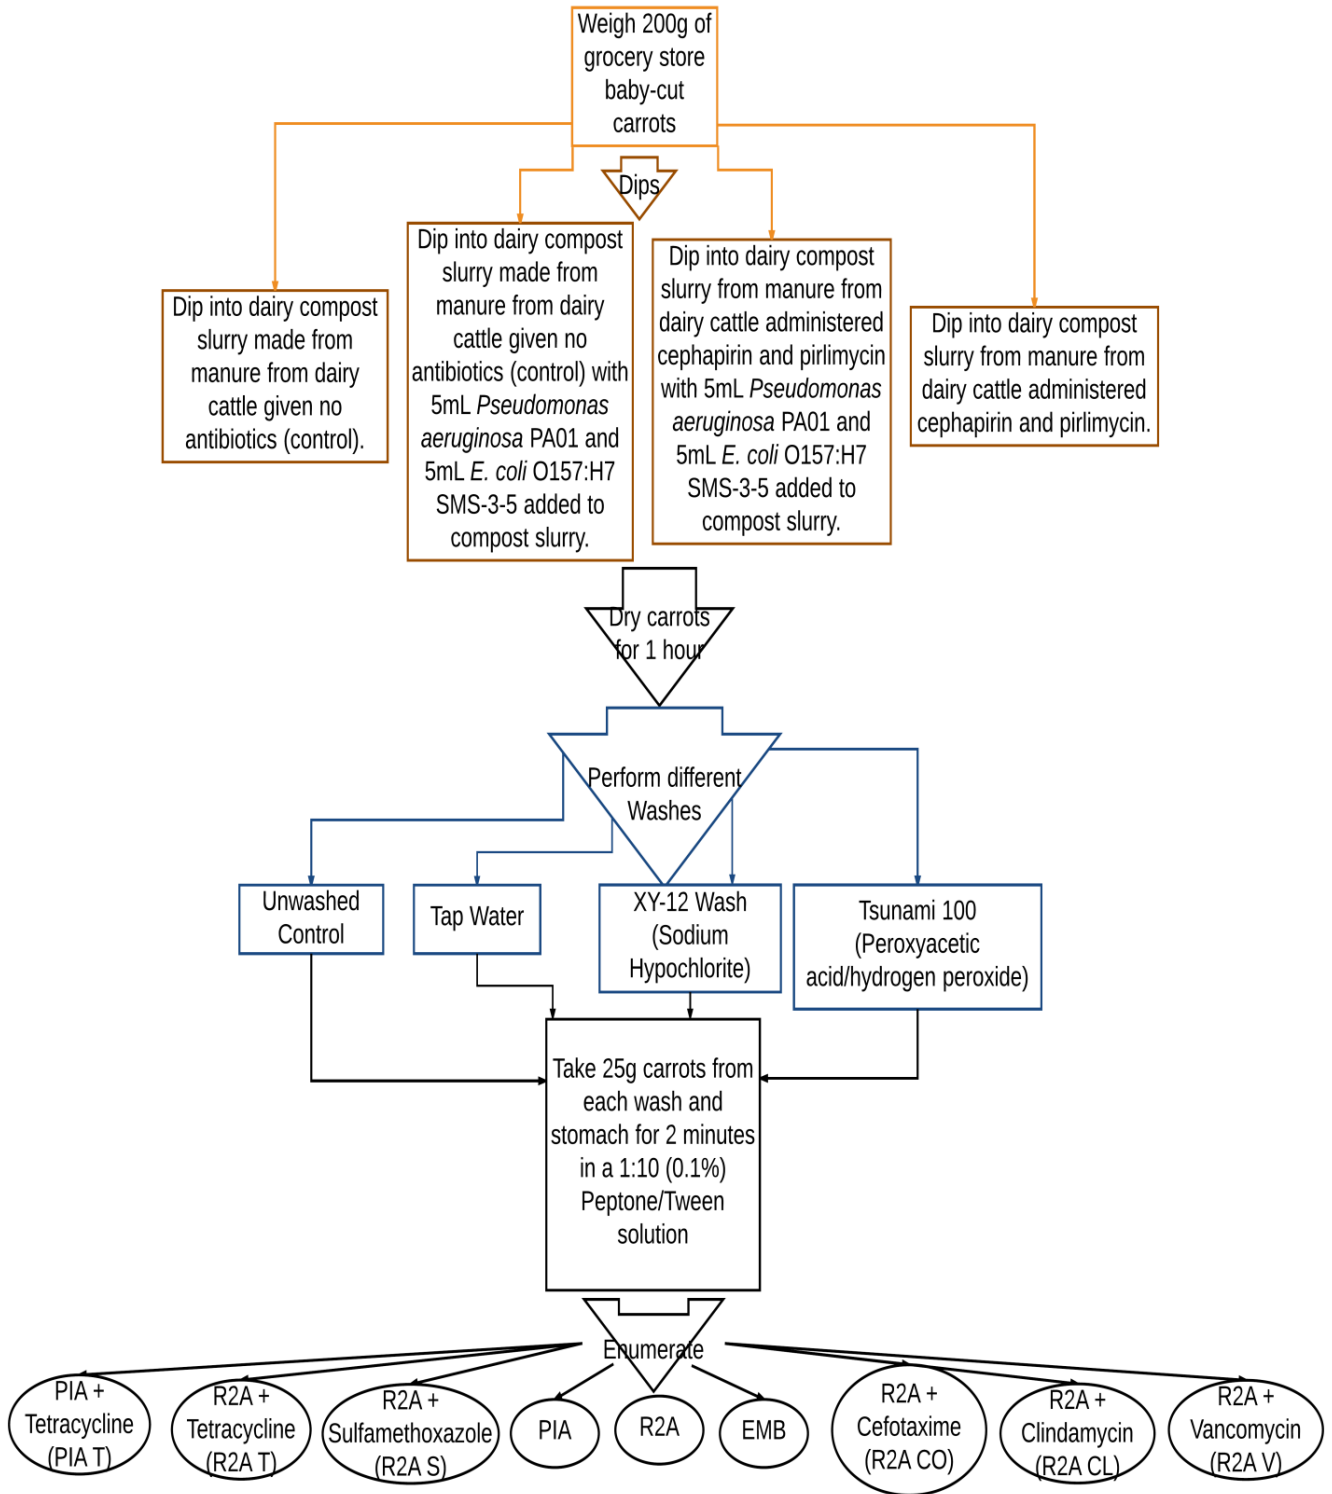 Weigh 200g of
grocery store
baby-cut
carrots
Dips
Dip into dairy compost
slurry made from
manure from dairy
cattle given no
antibiotics (control).
Dip into dairy compost
slurry made from
manure from dairy
cattle given no
antibiotics (control) with
5mL Pseudomonas
aeruginosa PA01 and
5mL E. coli O157:H7
SMS-3-5 added to
compost slurry.
Dip into dairy compost
slurry from manure from
dairy cattle administered
cephapirin and pirlimycin
with 5mL Pseudomonas
aeruginosa PA01 and
5mL E. coli O157:H7
SMS-3-5 added to
compost slurry.
Dip into dairy compost
slurry from manure from
dairy cattle administered
cephapirin and pirlimycin.
Dry carrots
for 1 hour
Perform different
Washes
Unwashed
Control
Tap Water
XY-12 Wash
(Sodium
Hypochlorite)
Tsunami 100
(Peroxyacetic
acid/hydrogen peroxide)
Take 25g carrots from
each wash and
stomach for 2 minutes
in a 1:10 (0.1%)
Peptone/Tween
solution
Enumerate
PIA +
Tetracycline
(PIA T)
R2A +
Tetracycline
(R2A T)
R2A +
Sulfamethoxazole
(R2A S)
PIA
R2A
EMB
R2A +
Cefotaxime
(R2A CO)
R2A +
Clindamycin
(R2A CL)
R2A +
Vancomycin
(R2A V)